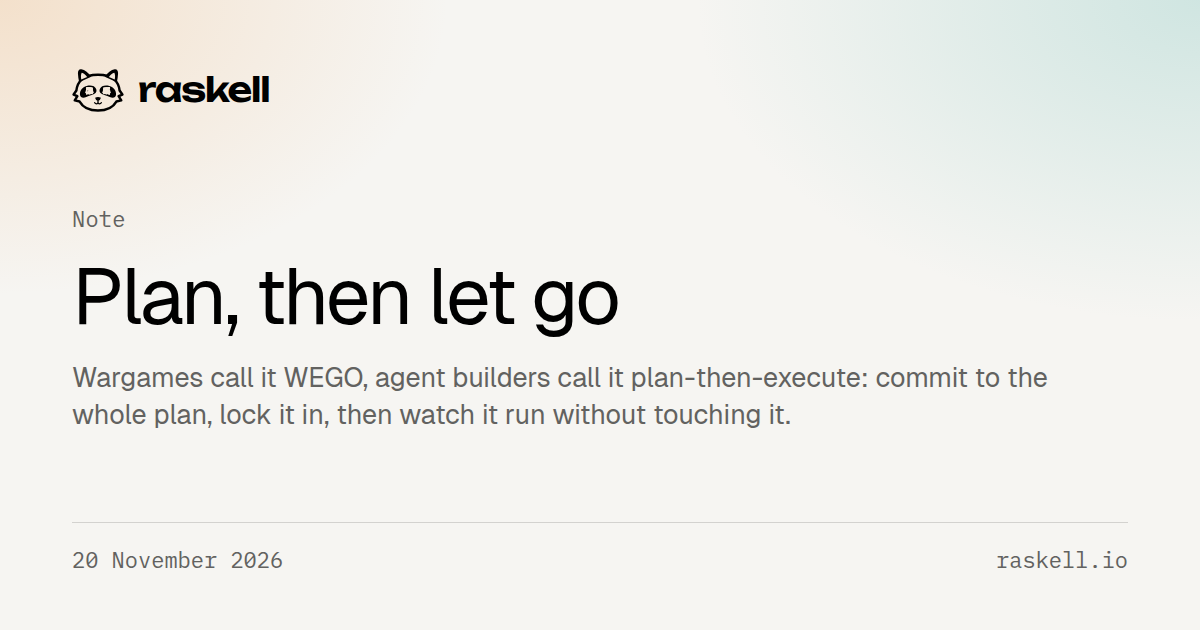 raskell
Note
Plan, then let go
Wargames call it WEGO, agent builders call it plan-then-execute: commit to the
whole plan, lock it in, then watch it run without touching it.
20 November 2026
raskell.io